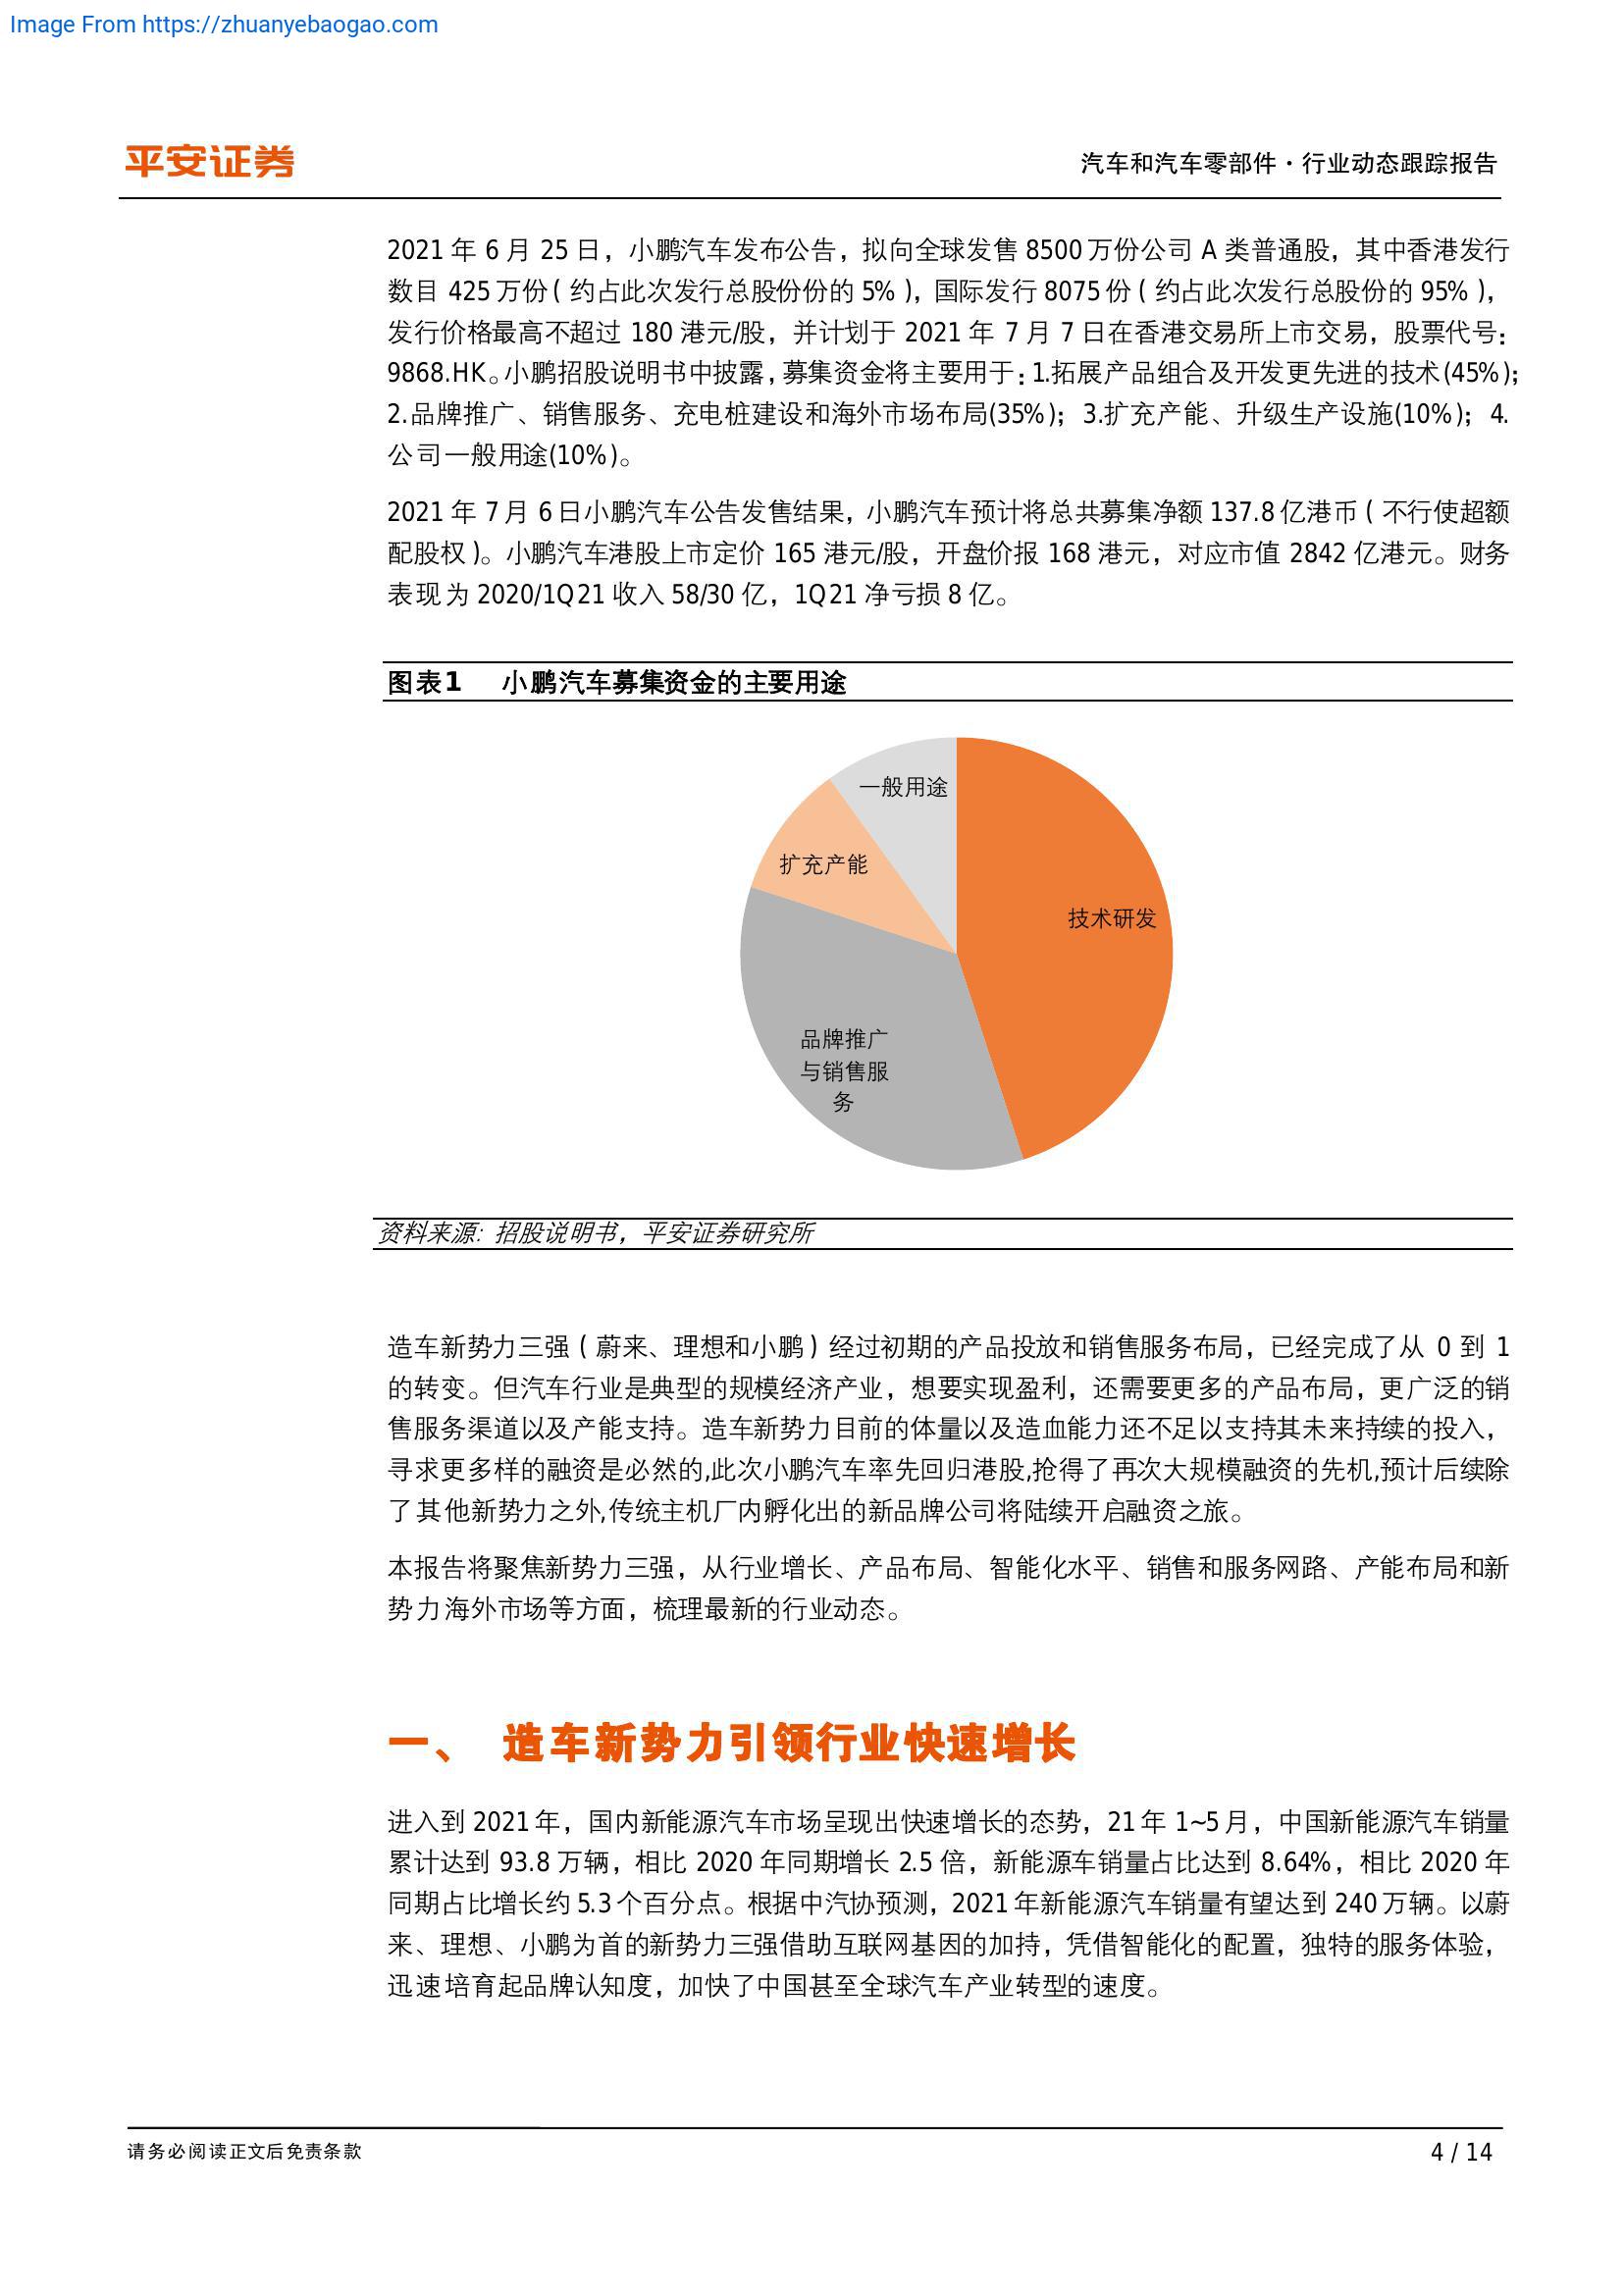 Image From https://zhuanyebaogao.com
平安证券
汽车和汽车零部件·行业动态跟踪报告
2021 年 6 月 25 日，小鹏汽车发布公告，拟向全球发售 8500 万份公司 A 类普通股，其中香港发行
数目 425 万份（约占此次发行总股份份的 5%），国际发行 8075 份（约占此次发行总股份的 95%），
发行价格最高不超过 180 港元/股，并计划于 2021 年 7 月 7 日在香港交易所上市交易，股票代号：
9868.HK。小鹏招股说明书中披露，募集资金将主要用于：1.拓展产品组合及开发更先进的技术(45%)；
2.品牌推广、销售服务、充电桩建设和海外市场布局(35%)；3.扩充产能、升级生产设施(10%)；4.
公司一般用途(10%)。
2021 年 7 月 6 日小鹏汽车公告发售结果，小鹏汽车预计将总共募集净额 137.8 亿港币（不行使超额
配股权）。小鹏汽车港股上市定价 165 港元/股，开盘价报 168 港元，对应市值 2842 亿港元。财务
表现为 2020/1Q21 收入 58/30 亿，1Q21 净亏损 8 亿。
图表1 小鹏汽车募集资金的主要用途
一般用途
扩充产能
技术研发
品牌推广
与销售服
务
资料来源：招股说明书，平安证券研究所
造车新势力三强（蔚来、理想和小鹏）经过初期的产品投放和销售服务布局，已经完成了从 0 到 1
的转变。但汽车行业是典型的规模经济产业，想要实现盈利，还需要更多的产品布局，更广泛的销
售服务渠道以及产能支持。造车新势力目前的体量以及造血能力还不足以支持其未来持续的投入，
寻求更多样的融资是必然的,此次小鹏汽车率先回归港股,抢得了再次大规模融资的先机,预计后续除
了其他新势力之外,传统主机厂内孵化出的新品牌公司将陆续开启融资之旅。
本报告将聚焦新势力三强，从行业增长、产品布局、智能化水平、销售和服务网路、产能布局和新
势力海外市场等方面，梳理最新的行业动态。
一、 造车新势力引领行业快速增长
进入到 2021 年，国内新能源汽车市场呈现出快速增长的态势，21 年 1~5 月，中国新能源汽车销量
累计达到 93.8 万辆，相比 2020 年同期增长 2.5 倍，新能源车销量占比达到 8.64%，相比 2020 年
同期占比增长约 5.3 个百分点。根据中汽协预测，2021 年新能源汽车销量有望达到 240 万辆。以蔚
来、理想、小鹏为首的新势力三强借助互联网基因的加持，凭借智能化的配置，独特的服务体验，
迅速培育起品牌认知度，加快了中国甚至全球汽车产业转型的速度。
请务必阅读正文后免责条款
4 / 14